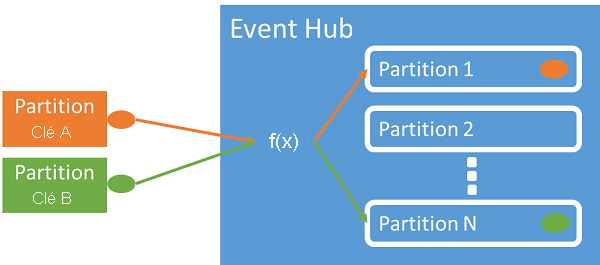 Event Hub
Partition
Clé A
Partition
Clé B
f(x)
Partition 1
Partition 2
Partition N